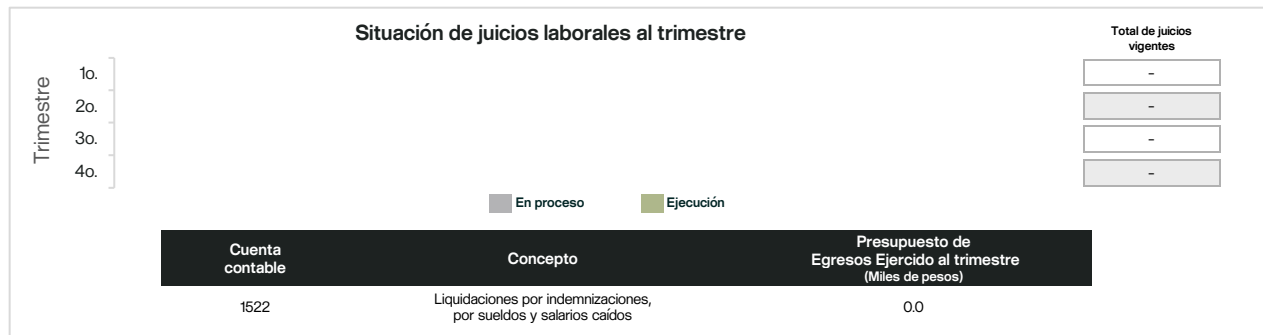 Situación de juicios laborales al trimestre
Total de juicios
vigentes
Trimestre
1o.
-
2o.
-
3o.
-
4o.
-
En proceso
Ejecución
Cuenta
contable
Concepto
Presupuesto de
Egresos Ejercido al trimestre
(Miles de pesos)
1522
Liquidaciones por indemnizaciones,
por sueldos y salarios caídos
0.0